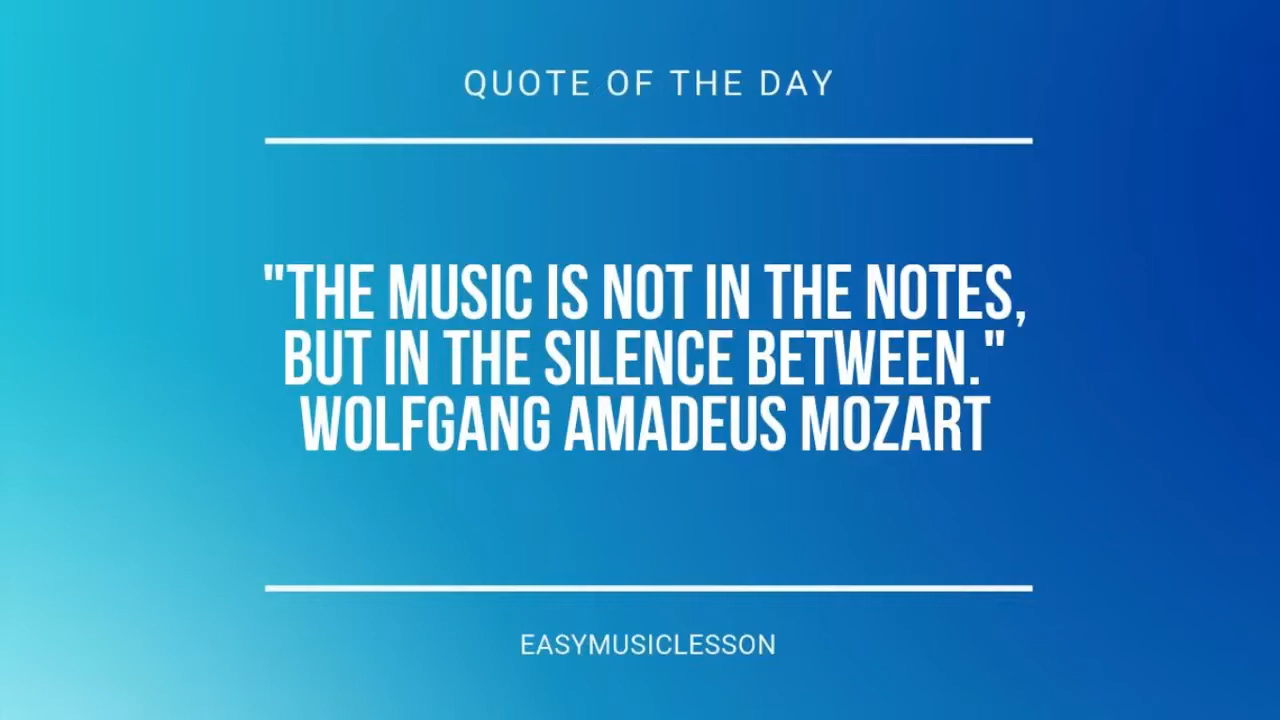 QUOTE OF THE DAY
"THE MUSIC IS NOT IN THE NOTES,
BUT IN THE SILENCE BETWEEN."
WOLFGANG AMADEUS MOZART
EASYMUSICLESSON